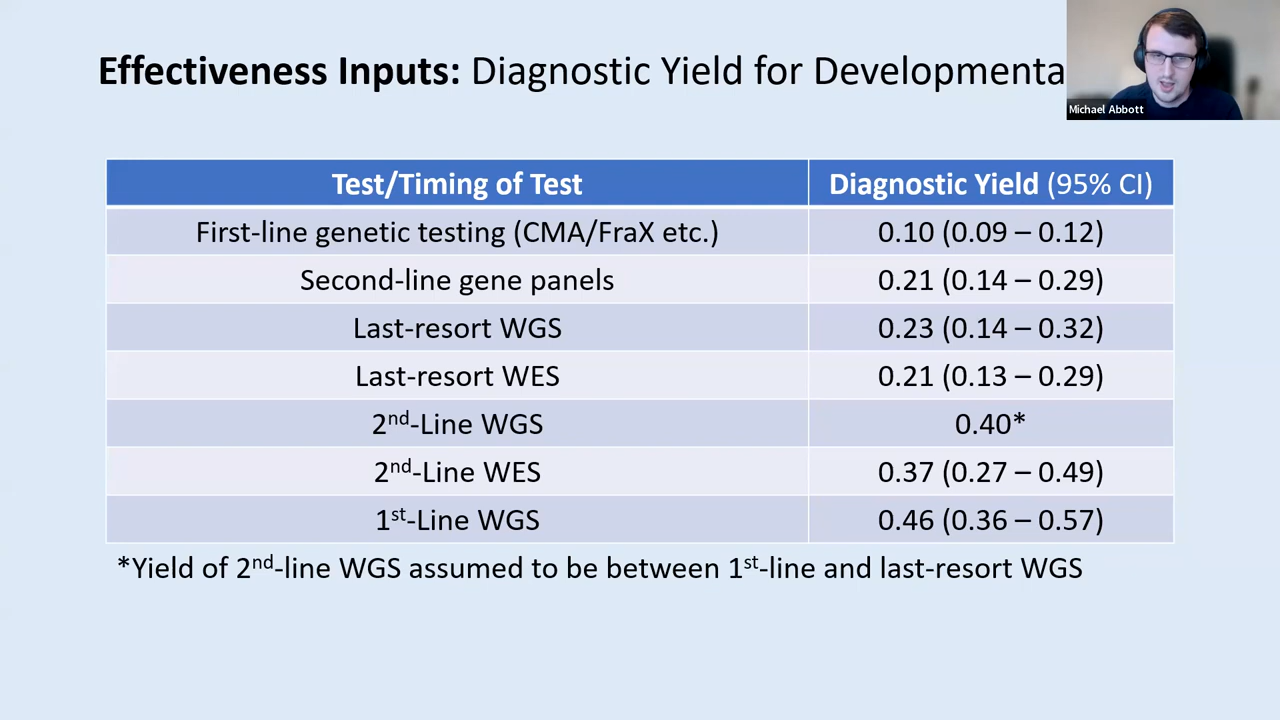 Effectiveness Inputs: Diagnostic Yield for Developmenta
Michael Abbott
Test/Timing of Test Diagnostic Yield (95% CI)
First-line genetic testing (CMA/FraX etc.) 0.10 (0.09 – 0.12)
Second-line gene panels 0.21 (0.14 – 0.29)
Last-resort WGS 0.23 (0.14 – 0.32)
Last-resort WES 0.21 (0.13 – 0.29)
2nd-Line WGS 0.40*
2nd-Line WES 0.37 (0.27 – 0.49)
1st-Line WGS 0.46 (0.36 – 0.57)
*Yield of 2nd-line WGS assumed to be between 1st-line and last-resort WGS